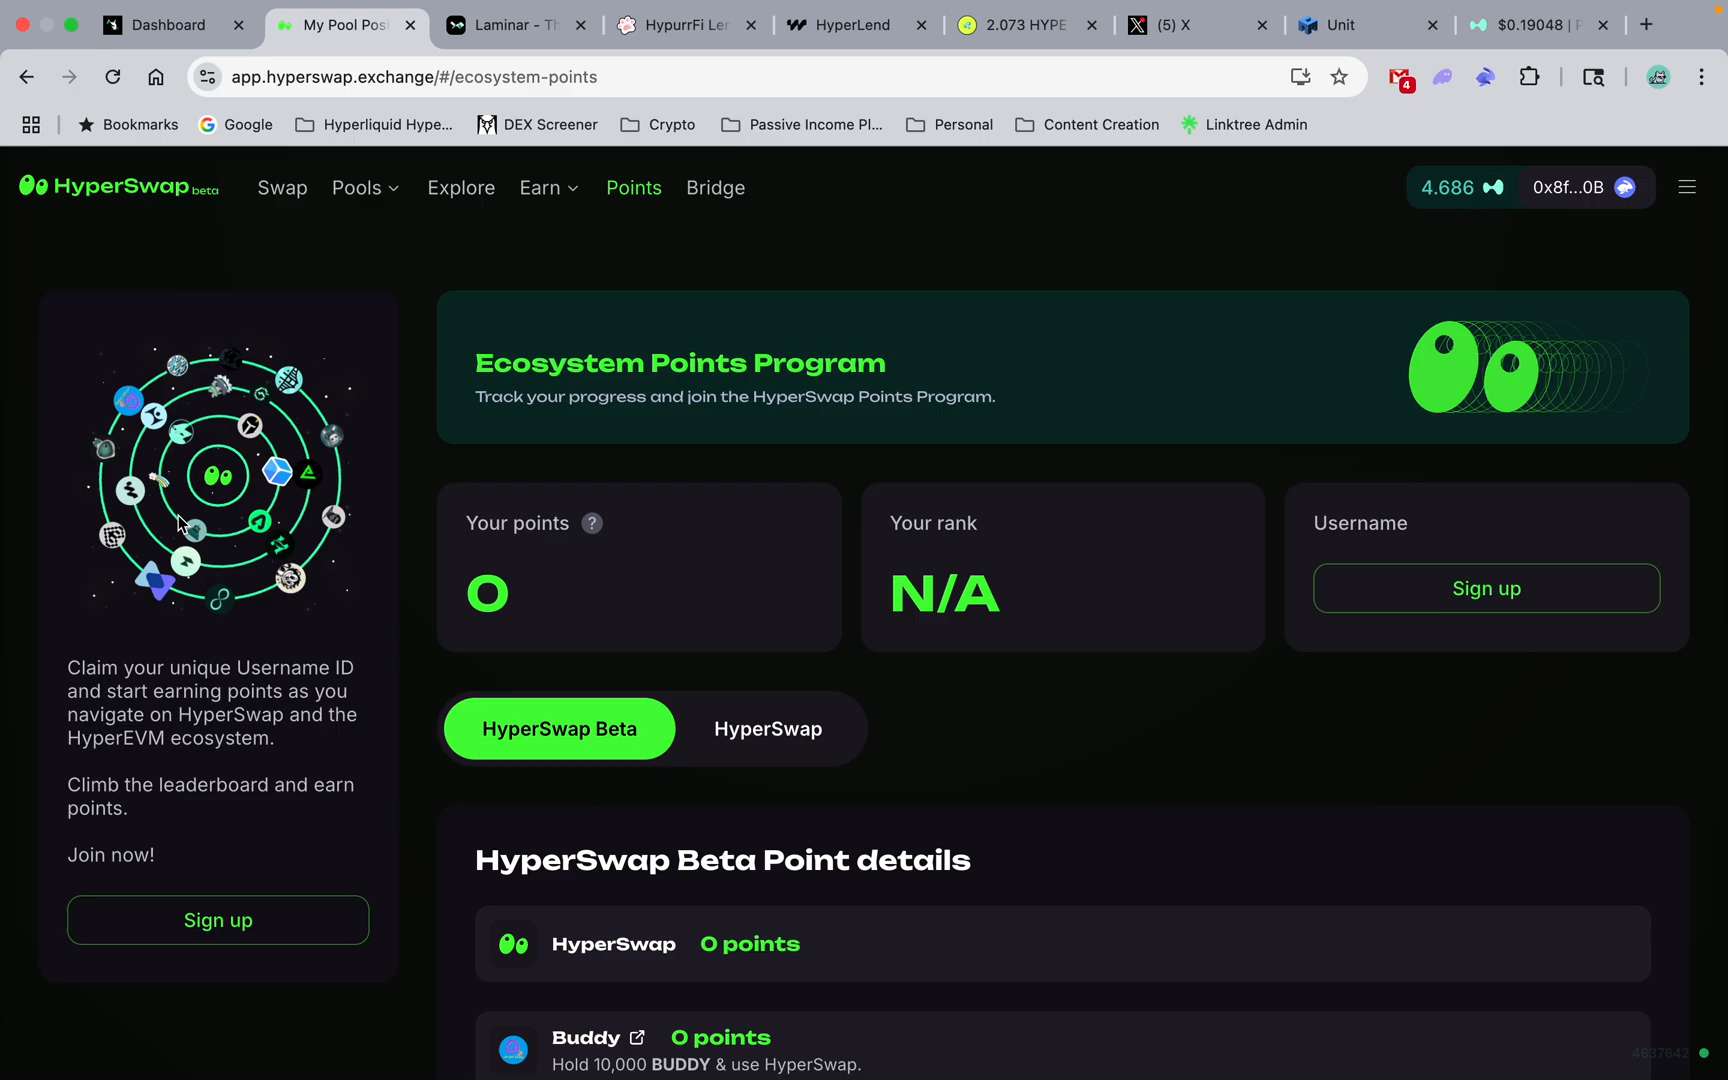 Dashboard
My Pool Posi
Laminar - Th
HypurrFi Len
HyperLend
2.073 HYPE
(5) X
Unit
$0.19048 | P
app.hyperswap.exchange/#/ecosystem-points
4
Bookmarks
Google
Hyperliquid Hype...
DEX Screener
Crypto
Passive Income Pl...
Personal
Content Creation
Linktree Admin
HyperSwap beta
Swap
Pools
Explore
Earn
Points
Bridge
4.686
0x8f...0B
Ecosystem Points Program
Track your progress and join the HyperSwap Points Program.
Your points ?
0
Your rank
N/A
Username
Sign up
Claim your unique Username ID
and start earning points as you
navigate on HyperSwap and the
HyperEVM ecosystem.
Climb the leaderboard and earn
points.
Join now!
Sign up
HyperSwap Beta
HyperSwap
HyperSwap Beta Point details
HyperSwap 0 points
Buddy 0 points
Hold 10,000 BUDDY & use HyperSwap.
4637642